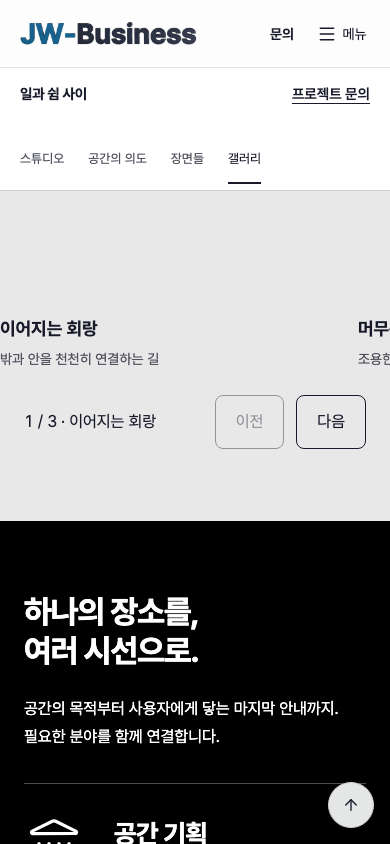 JW-Business
문의
메뉴
일과 쉼 사이
프로젝트 문의
스튜디오
공간의 의도
장면들
갤러리
이어지는 회랑
머무
밖과 안을 천천히 연결하는 길
조용한
1 / 3 · 이어지는 회랑
이전
다음
하나의 장소를,
여러 시선으로.
공간의 목적부터 사용자에게 닿는 마지막 안내까지.
필요한 분야를 함께 연결합니다.
공간 기획